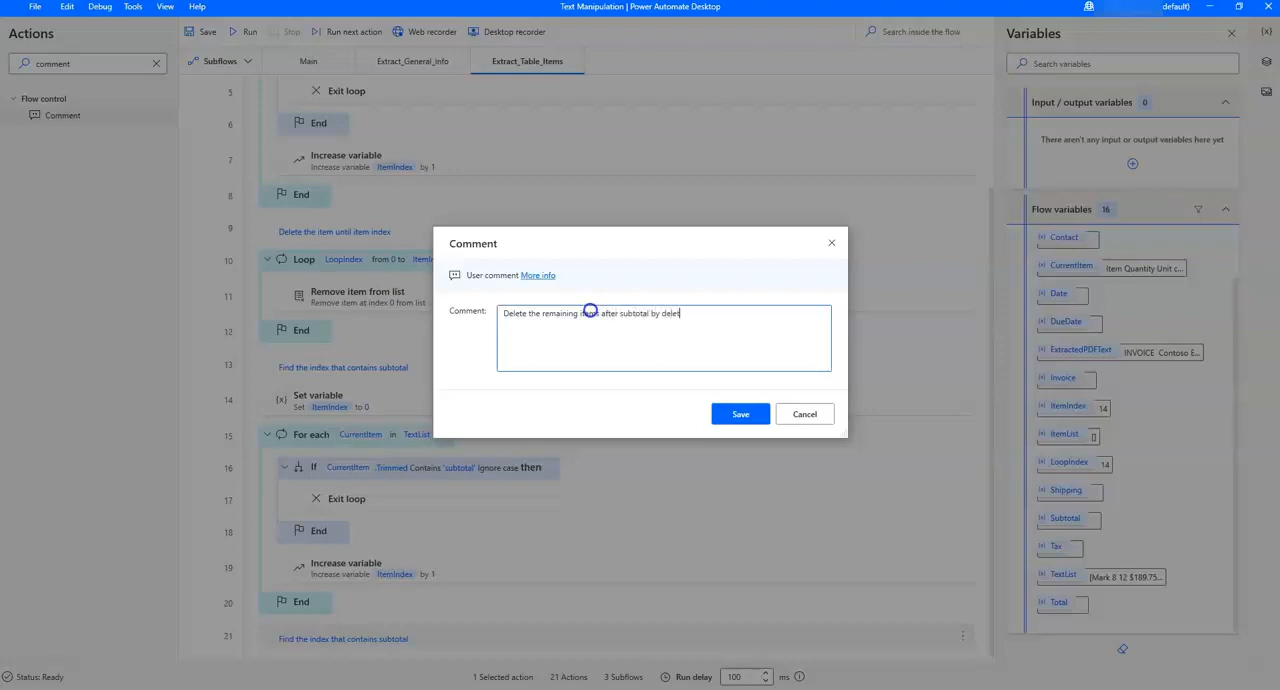 File Edit Debug Tools View Help
Text Manipulation | Power Automate Desktop
default)
Actions
comment
Flow control
Comment
Save Run Stop Run next action Web recorder Desktop recorder
Search inside the flow
Subflows Main Extract_General_Info Extract_Table_Items
5 Exit loop
6 End
7 Increase variable
Increase variable ItemIndex by 1
8 End
9 Delete the item until item index
10 Loop LoopIndex from 0 to
11 Remove item from list
Remove item at index 0 from list
12 End
13 Find the index that contains subtotal
14 {x} Set variable
Set ItemIndex to 0
15 For each CurrentItem in TextList
16 If CurrentItem .Trimmed Contains 'subtotal' Ignore case then
17 Exit loop
18 End
19 Increase variable
Increase variable ItemIndex by 1
20 End
21 Find the index that contains subtotal
Comment
User comment More info
Comment:
Delete the remaining items after subtotal by delet
Save Cancel
Variables
Search variables
Input / output variables 0
There aren't any input or output variables here yet
Flow variables 16
Contact
CurrentItem Item Quantity Unit c...
Date
DueDate
ExtractedPDFText INVOICE Contoso E...
Invoice
ItemIndex 14
ItemList []
LoopIndex 14
Shipping
Subtotal
Tax
TextList [Mark 8 12 $189.75...
Total
{x}
Status: Ready
1 Selected action 21 Actions 3 Subflows Run delay 100 ms